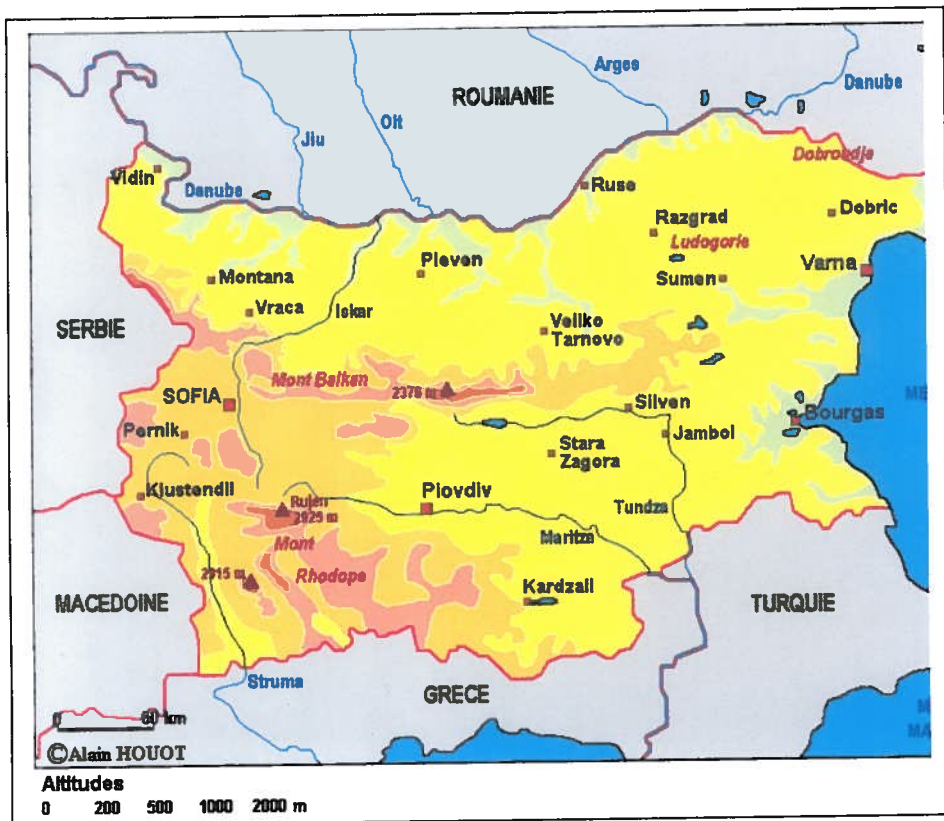 Arges
Danube
ROUMANIE
Olt
Jiu
Dobroudja
Vidin
Danube
Ruse
Dobric
Razgrad
Ludogorie
Pleven
Varna
Montana
Sumen
Vraca
Iskar
SERBIE
Veliko
Tarnovo
Mont Balkan
2376 m
SOFIA
Sliven
Bourgas
Pernik
Jambol
Stara
Zagora
Kjustendil
Rujen
2925 m
Plovdiv
Tundza
Mont
Rhodope
Maritza
2915 m
Kardzali
MACEDOINE
TURQUIE
Struma
GRECE
0 60 km
©Alain HOUOT
Altitudes
0 200 500 1000 2000 m